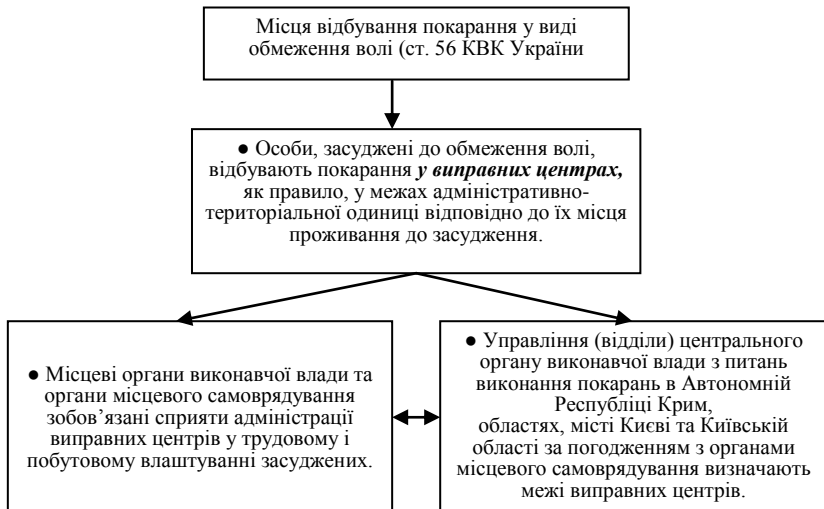 Місця відбування покарання у виді
обмеження волі (ст. 56 КВК України
● Особи, засуджені до обмеження волі,
відбувають покарання у виправних центрах,
як правило, у межах адміністративно-
територіальної одиниці відповідно до їх місця
проживання до засудження.
● Місцеві органи виконавчої влади та
органи місцевого самоврядування
зобов’язані сприяти адміністрації
виправних центрів у трудовому і
побутовому влаштуванні засуджених.
● Управління (відділи) центрального
органу виконавчої влади з питань
виконання покарань в Автономній
Республіці Крим,
областях, місті Києві та Київській
області за погодженням з органами
місцевого самоврядування визначають
межі виправних центрів.